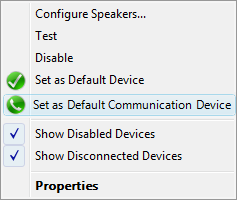 Configure Speakers...
Test
Disable
Set as Default Device
Set as Default Communication Device
Show Disabled Devices
Show Disconnected Devices
Properties